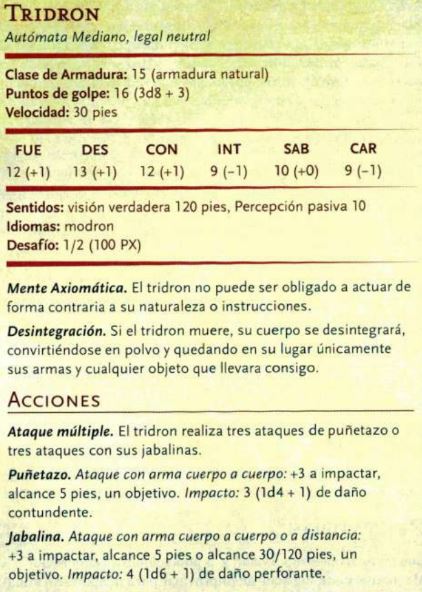 TRIDRON
Autómata Mediano, legal neutral
Clase de Armadura: 15 (armadura natural)
Puntos de golpe: 16 (3d8 + 3)
Velocidad: 30 pies
FUE DES CON INT SAB CAR
12 (+1) 13 (+1) 12 (+1) 9 (-1) 10 (+0) 9 (-1)
Sentidos: visión verdadera 120 pies, Percepción pasiva 10
Idiomas: modron
Desafío: 1/2 (100 PX)
Mente Axiomática. El tridron no puede ser obligado a actuar de
forma contraria a su naturaleza o instrucciones.
Desintegración. Si el tridron muere, su cuerpo se desintegrará,
convirtiéndose en polvo y quedando en su lugar únicamente
sus armas y cualquier objeto que llevara consigo.
ACCIONES
Ataque múltiple. El tridron realiza tres ataques de puñetazo o
tres ataques con sus jabalinas.
Puñetazo. Ataque con arma cuerpo a cuerpo: +3 a impactar,
alcance 5 pies, un objetivo. Impacto: 3 (1d4 + 1) de daño
contundente.
Jabalina. Ataque con arma cuerpo a cuerpo o a distancia:
+3 a impactar, alcance 5 pies o alcance 30/120 pies, un
objetivo. Impacto: 4 (1d6 + 1) de daño perforante.